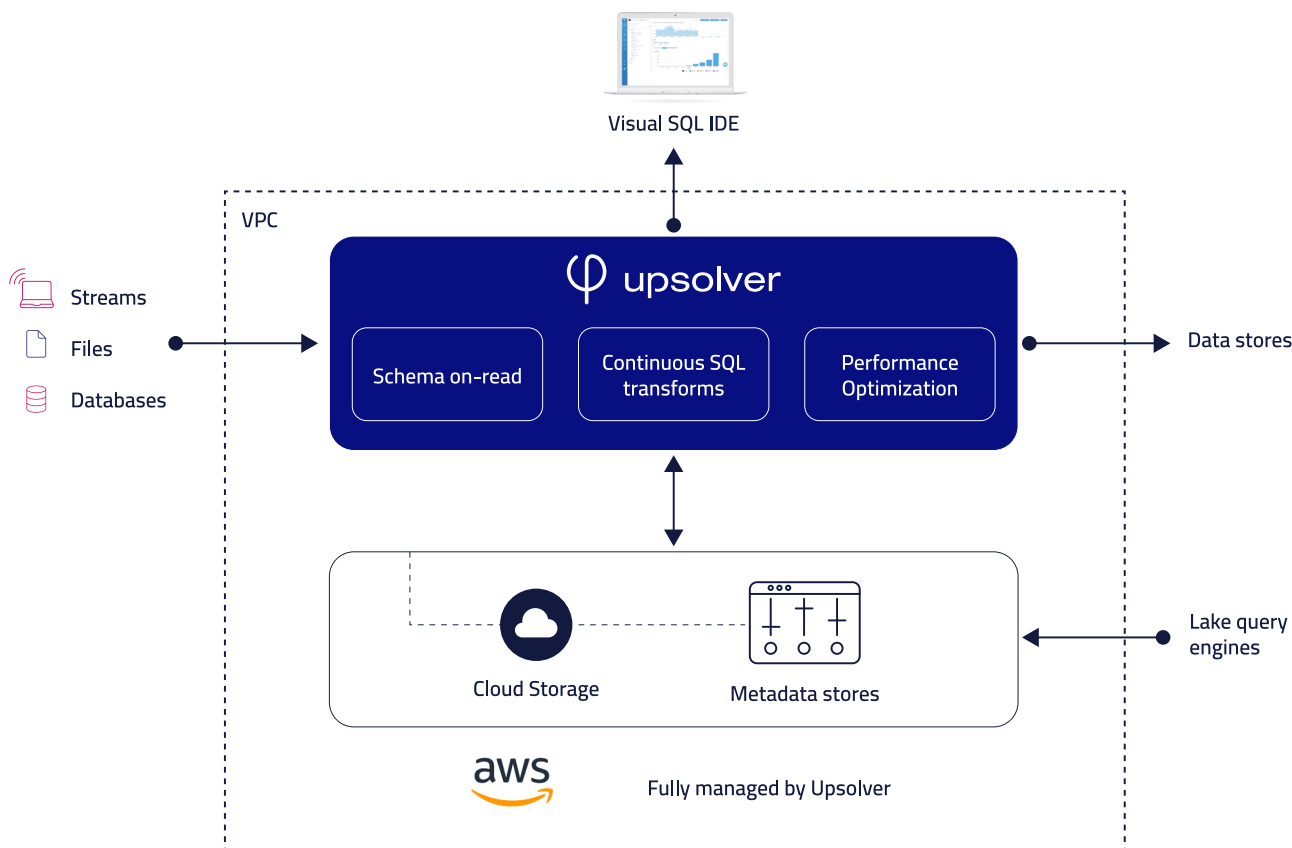 Visual SQL IDE
VPC
upsolver
Streams
Files
Databases
Schema on-read
Continuous SQL
transforms
Performance
Optimization
Data stores
Cloud Storage
Metadata stores
Lake query
engines
aws
Fully managed by Upsolver